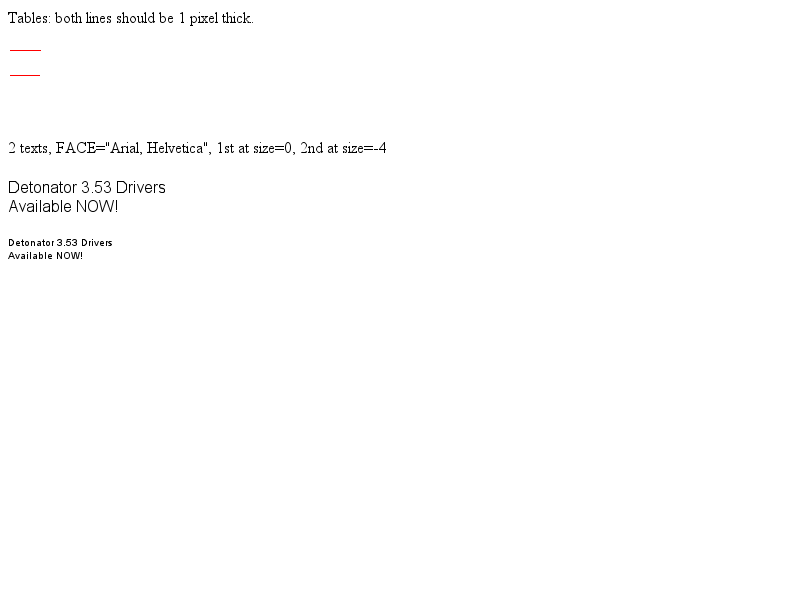 Tables: both lines should be 1 pixel thick.
2 texts, FACE="Arial, Helvetica", 1st at size=0, 2nd at size=-4
Detonator 3.53 Drivers
Available NOW!
Detonator 3.53 Drivers
Available NOW!